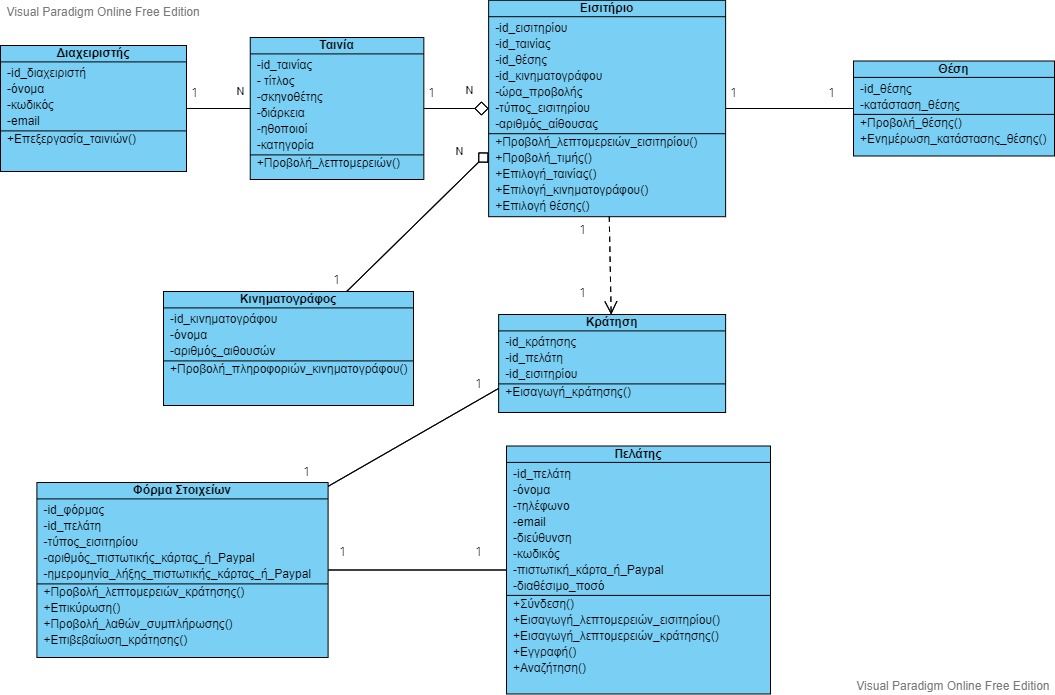 Visual Paradigm Online Free Edition
Διαχειριστής
-id_διαχειριστή
-όνομα
-κωδικός
-email
+Επεξεργασία_ταινιών()
1
N
Ταινία
-id_ταινίας
- τίτλος
-σκηνοθέτης
-διάρκεια
-ηθοποιοί
-κατηγορία
+Προβολή_λεπτομερειών()
1
N
N
Εισιτήριο
-id_εισιτηρίου
-id_ταινίας
-id_θέσης
-id_κινηματογράφου
-ώρα_προβολής
-τύπος_εισιτηρίου
-αριθμός_αίθουσας
+Προβολή_λεπτομερειών_εισιτηρίου()
+Προβολή_τιμής()
+Επιλογή_ταινίας()
+Επιλογή_κινηματογράφου()
+Επιλογή θέσης()
1
1
Θέση
-id_θέσης
-κατάσταση_θέσης
+Προβολή_θέσης()
+Ενημέρωση_κατάστασης_θέσης()
1
1
1
Κινηματογράφος
-id_κινηματογράφου
-όνομα
-αριθμός_αιθουσών
+Προβολή_πληροφοριών_κινηματογράφου()
Κράτηση
-id_κράτησης
-id_πελάτη
-id_εισιτηρίου
+Εισαγωγή_κράτησης()
1
1
Φόρμα Στοιχείων
-id_φόρμας
-id_πελάτη
-τύπος_εισιτηρίου
-αριθμός_πιστωτικής_κάρτας_ή_Paypal
-ημερομηνία_λήξης_πιστωτικής_κάρτας_ή_Paypal
+Προβολή_λεπτομερειών_κράτησης()
+Επικύρωση()
+Προβολή_λαθών_συμπλήρωσης()
+Επιβεβαίωση_κράτησης()
1
1
Πελάτης
-id_πελάτη
-όνομα
-τηλέφωνο
-email
-διεύθυνση
-κωδικός
-πιστωτική_κάρτα_ή_Paypal
-διαθέσιμο_ποσό
+Σύνδεση()
+Εισαγωγή_λεπτομερειών_εισιτηρίου()
+Εισαγωγή_λεπτομερειών_κράτησης()
+Εγγραφή()
+Αναζήτηση()
Visual Paradigm Online Free Edition